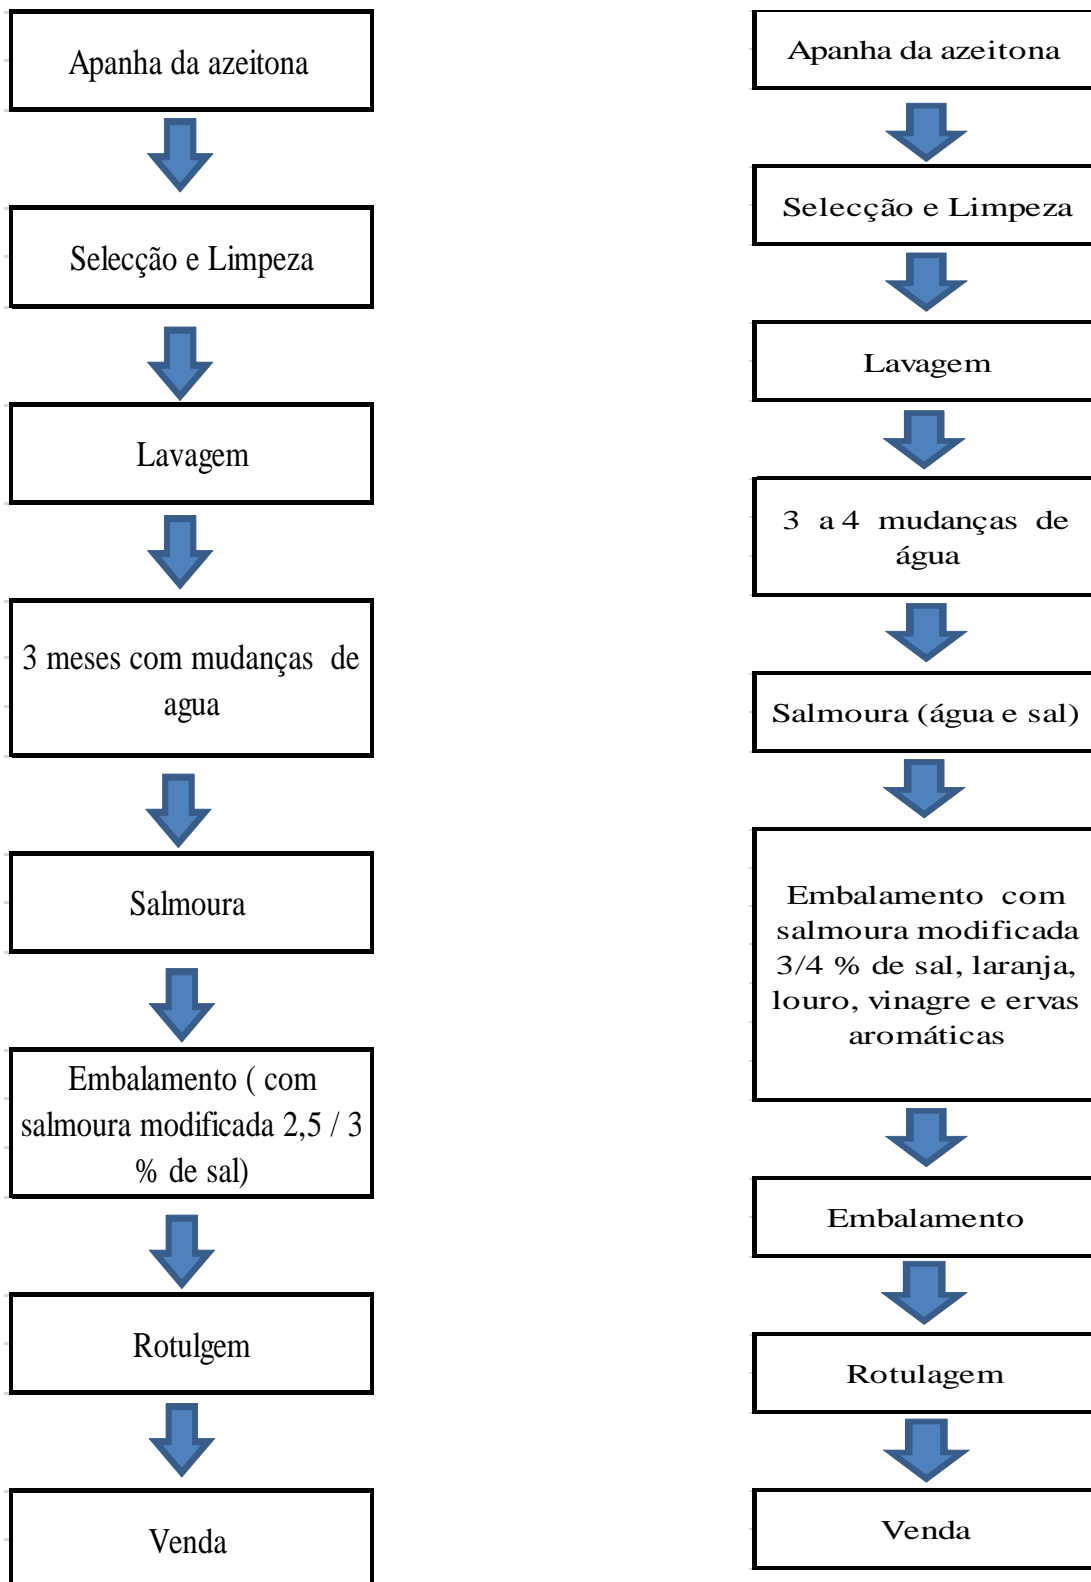 Apanha da azeitona
Selecção e Limpeza
Lavagem
3 meses com mudanças de
agua
Salmoura
Embalamento ( com
salmoura modificada 2,5 / 3
% de sal)
Rotulgem
Venda
Apanha da azeitona
Selecção e Limpeza
Lavagem
3 a 4 mudanças de
água
Salmoura (água e sal)
Embalamento com
salmoura modificada
3/4 % de sal, laranja,
louro, vinagre e ervas
aromáticas
Embalamento
Rotulagem
Venda